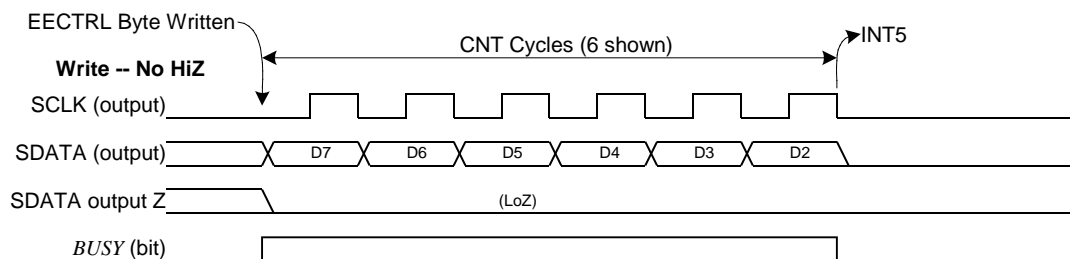 EECTRL Byte Written
INT5
CNT Cycles (6 shown)
Write -- No HiZ
SCLK (output)
SDATA (output)
D7 D6 D5 D4 D3 D2
SDATA output Z
(LoZ)
BUSY (bit)